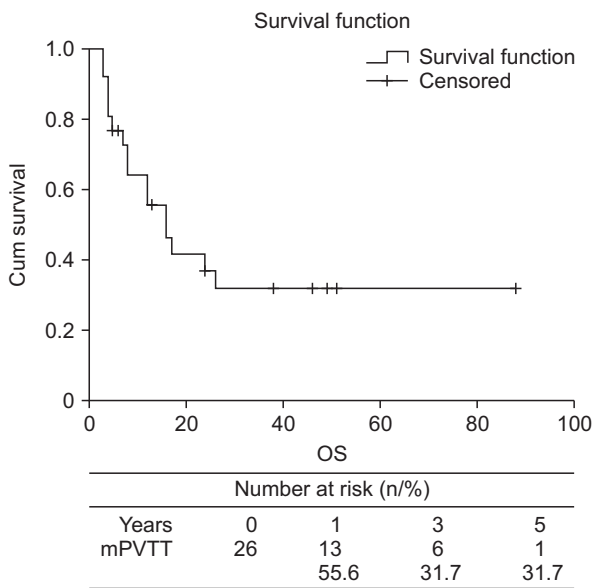 Survival function
Survival function
Censored
Cum survival
1.0
0.8
0.6
0.4
0.2
0
0 20 40 60 80 100
OS
Number at risk (n/%)
Years 0 1 3 5
mPVTT 26 13 6 1
55.6 31.7 31.7